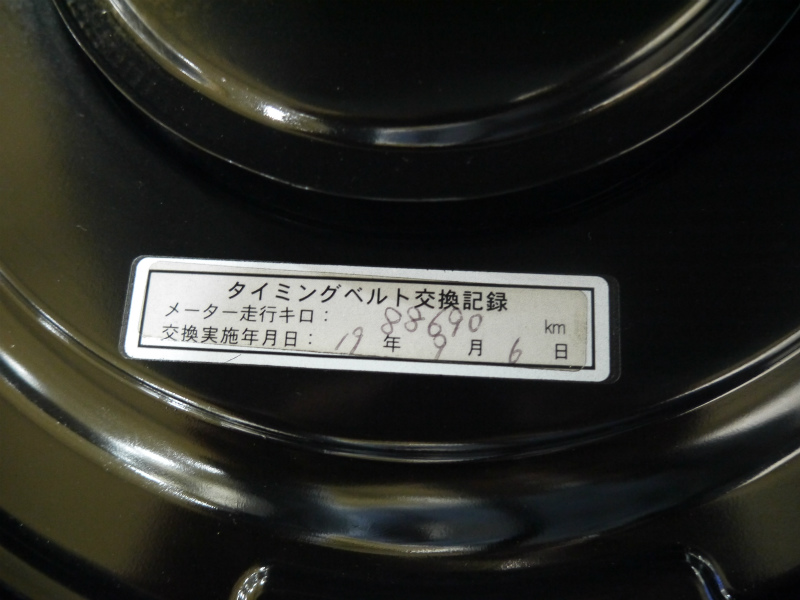 タイミングベルト交換記録
メーター走行キロ： 88690 km
交換実施年月日： 19 年 9 月 6 日